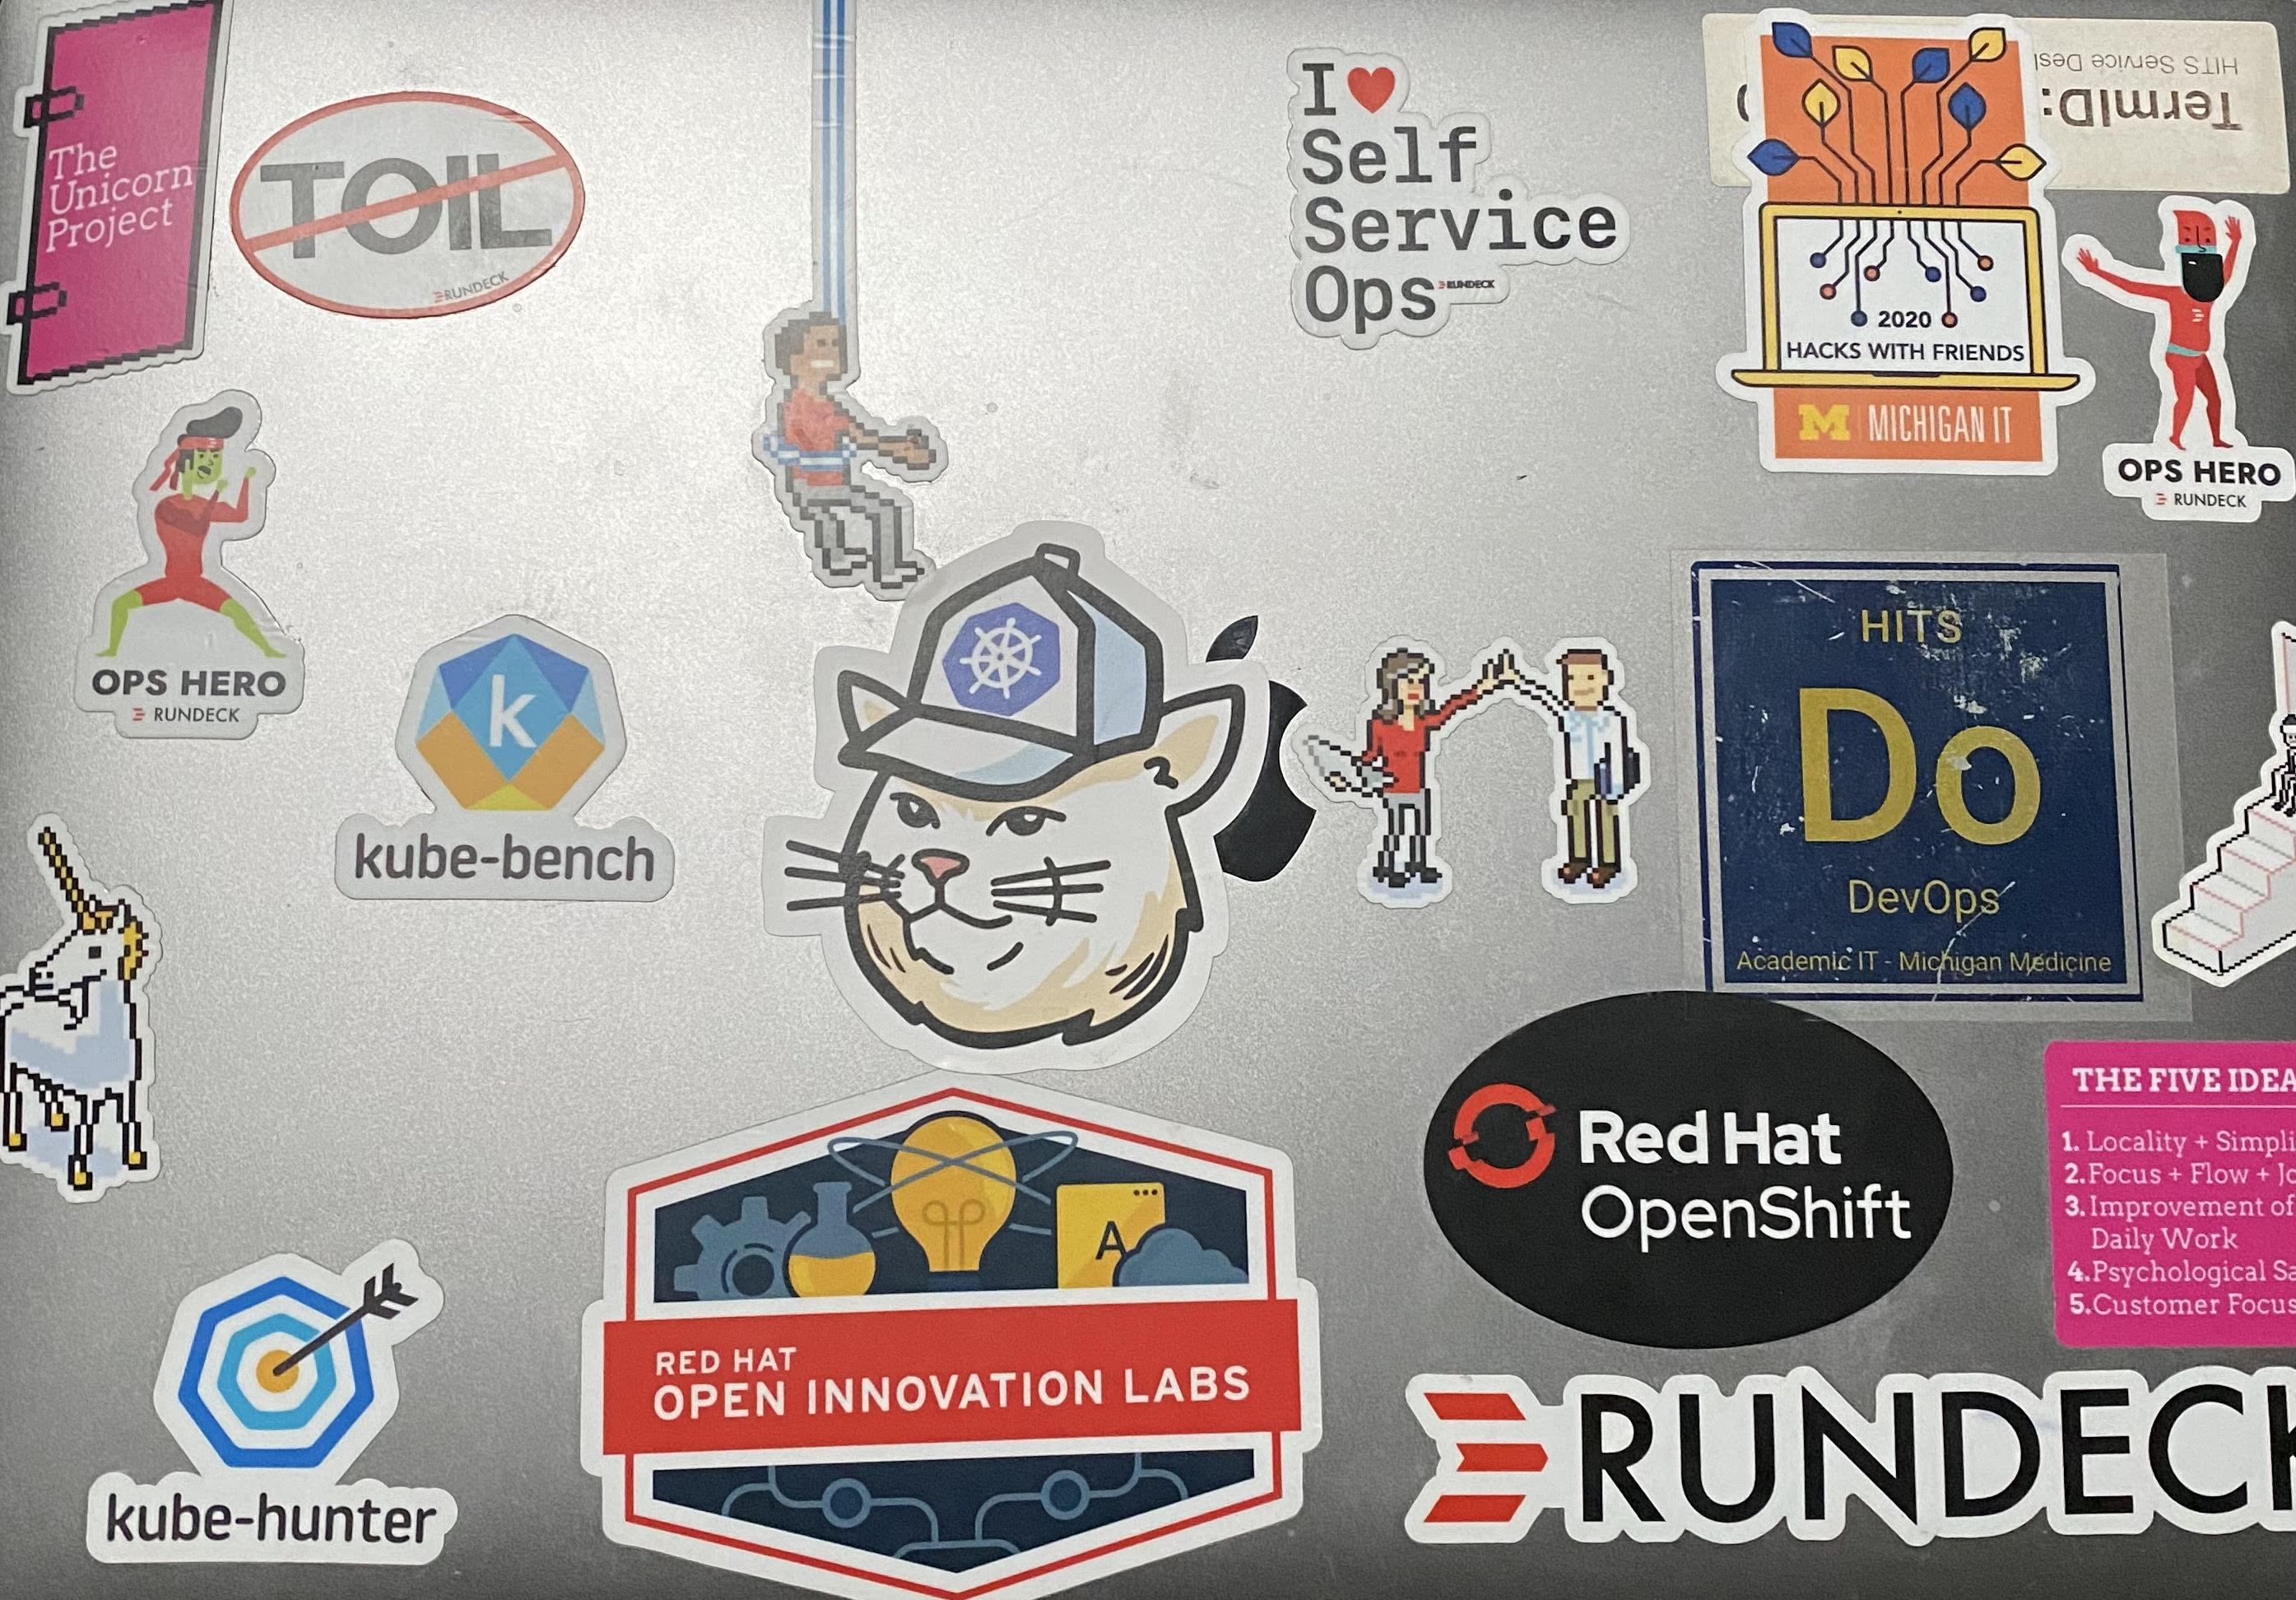 The
Unicorn
Project
TOIL
RUNDECK
I
Self
Service
Ops
RUNDECK
HITS Service Des
TermID:
2020
HACKS WITH FRIENDS
M MICHIGAN IT
OPS HERO
RUNDECK
OPS HERO
RUNDECK
k
kube-bench
HITS
Do
DevOps
Academic IT - Michigan Medicine
Red Hat
OpenShift
THE FIVE IDEA
1. Locality + Simpli
2. Focus + Flow + Jo
3. Improvement of
Daily Work
4. Psychological Sa
5. Customer Focus
A
RED HAT
OPEN INNOVATION LABS
RUNDECK
kube-hunter